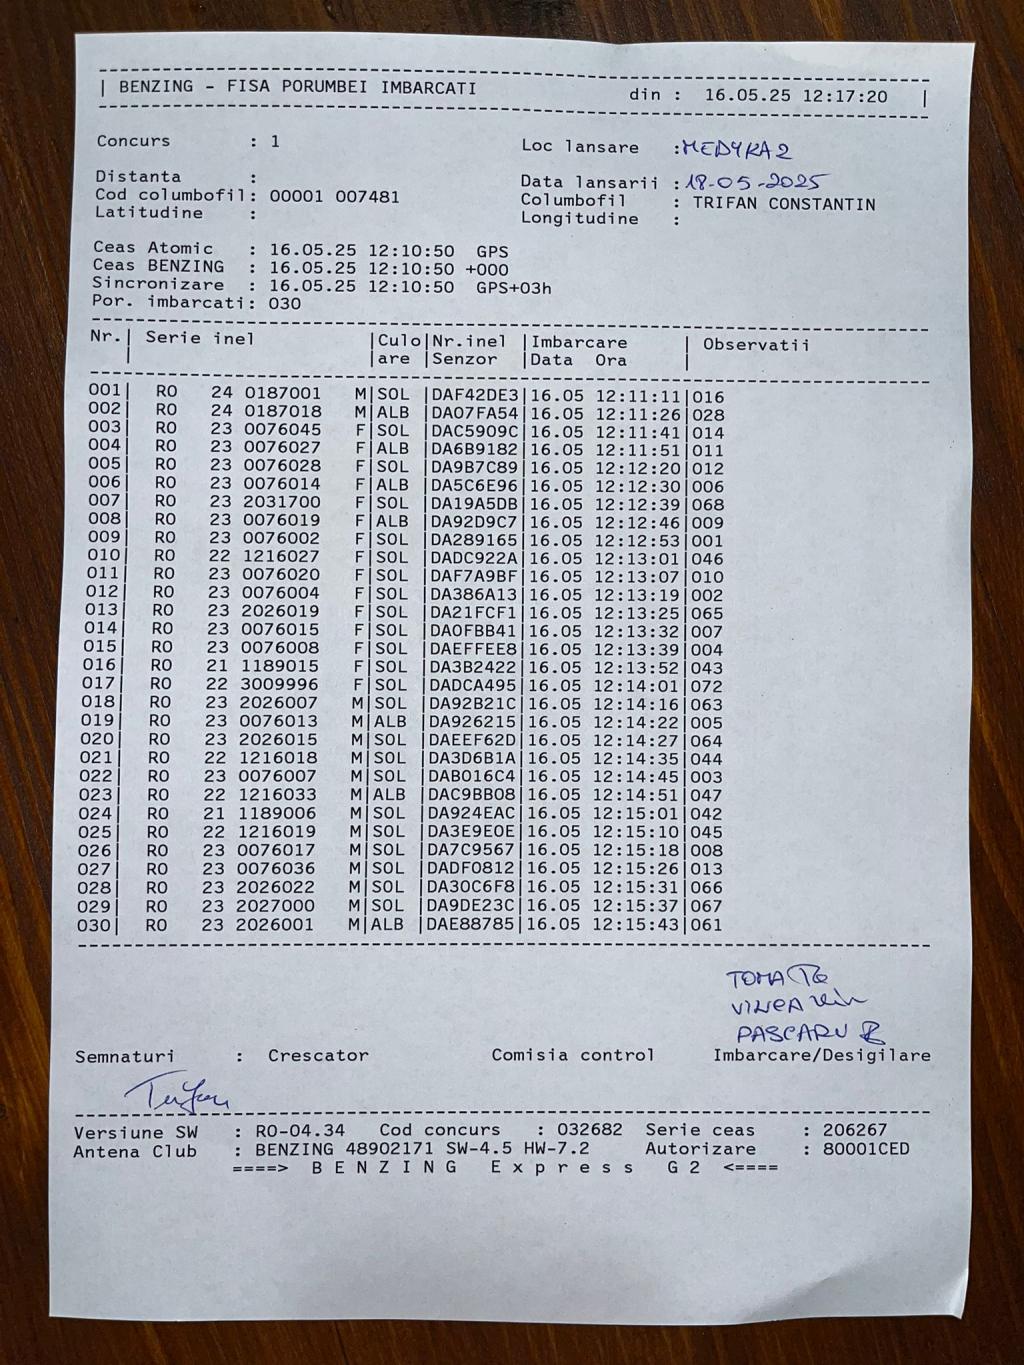 | BENZING - FISA PORUMBEI IMBARCATI din : 16.05.25 12:17:20 |
Concurs : 1 Loc lansare : MEDYKA 2
Distanta : Data lansarii : 18-05-2025
Cod columbofil: 00001 007481 Columbofil : TRIFAN CONSTANTIN
Latitudine : Longitudine :
Ceas Atomic : 16.05.25 12:10:50 GPS
Ceas BENZING : 16.05.25 12:10:50 +000
Sincronizare : 16.05.25 12:10:50 GPS+03h
Por. imbarcati: 030
Nr.| Serie inel |Culo|Nr.inel |Imbarcare | Observatii
| |are |Senzor |Data Ora |
001| RO 24 0187001 M|SOL |DAF42DE3|16.05 12:11:11|016
002| RO 24 0187018 M|ALB |DA07FA54|16.05 12:11:26|028
003| RO 23 0076045 F|SOL |DAC5909C|16.05 12:11:41|014
004| RO 23 0076027 F|ALB |DA6B9182|16.05 12:11:51|011
005| RO 23 0076028 F|SOL |DA9B7C89|16.05 12:12:20|012
006| RO 23 0076014 F|ALB |DA5C6E96|16.05 12:12:30|006
007| RO 23 2031700 F|SOL |DA19A5DB|16.05 12:12:39|068
008| RO 23 0076019 F|ALB |DA92D9C7|16.05 12:12:46|009
009| RO 23 0076002 F|SOL |DA289165|16.05 12:12:53|001
010| RO 22 1216027 F|SOL |DADC922A|16.05 12:13:01|046
011| RO 23 0076020 F|SOL |DAF7A9BF|16.05 12:13:07|010
012| RO 23 0076004 F|SOL |DA386A13|16.05 12:13:19|002
013| RO 23 2026019 F|SOL |DA21FCF1|16.05 12:13:25|065
014| RO 23 0076015 F|SOL |DA0FBB41|16.05 12:13:32|007
015| RO 23 0076008 F|SOL |DAEFFEE8|16.05 12:13:39|004
016| RO 21 1189015 F|SOL |DA3B2422|16.05 12:13:52|043
017| RO 22 3009996 F|SOL |DADCA495|16.05 12:14:01|072
018| RO 23 2026007 M|SOL |DA92B21C|16.05 12:14:16|063
019| RO 23 0076013 M|ALB |DA926215|16.05 12:14:22|005
020| RO 23 2026015 M|SOL |DAEEF62D|16.05 12:14:27|064
021| RO 22 1216018 M|SOL |DA3D6B1A|16.05 12:14:35|044
022| RO 23 0076007 M|SOL |DAB016C4|16.05 12:14:45|003
023| RO 22 1216033 M|ALB |DAC9BB08|16.05 12:14:51|047
024| RO 21 1189006 M|SOL |DA924EAC|16.05 12:15:01|042
025| RO 22 1216019 M|SOL |DA3E9E0E|16.05 12:15:10|045
026| RO 23 0076017 M|SOL |DA7C9567|16.05 12:15:18|008
027| RO 23 0076036 M|SOL |DADF0812|16.05 12:15:26|013
028| RO 23 2026022 M|SOL |DA30C6F8|16.05 12:15:31|066
029| RO 23 2027000 M|SOL |DA9DE23C|16.05 12:15:37|067
030| RO 23 2026001 M|ALB |DAE88785|16.05 12:15:43|061
TOMA
PASCARU
Semnaturi : Crescator Comisia control Imbarcare/Desigilare
Versiune SW : RO-04.34 Cod concurs : 032682 Serie ceas : 206267
Antena Club : BENZING 48902171 SW-4.5 HW-7.2 Autorizare : 80001CED
====> B E N Z I N G E x p r e s s G 2 <====